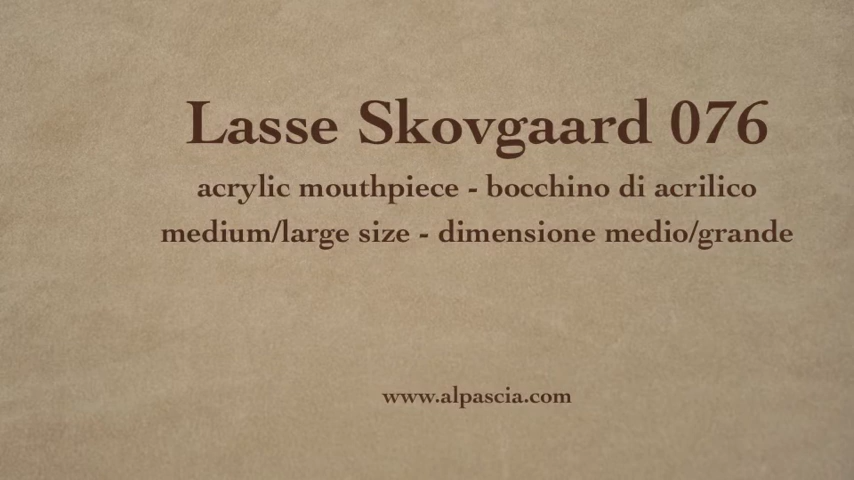 Lasse Skovgaard 076
acrylic mouthpiece - bocchino di acrilico
medium/large size - dimensione medio/grande
www.alpascia.com